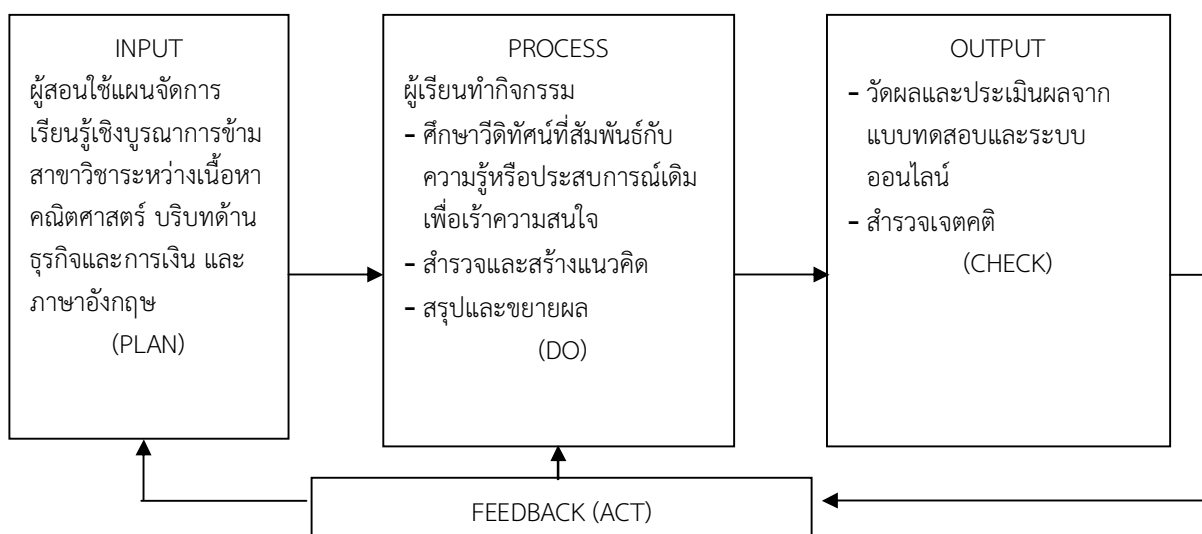 INPUT
ผู้สอนใช้แผนจัดการ
เรียนรู้เชิงบูรณาการข้าม
สาขาวิชาระหว่างเนื้อหา
คณิตศาสตร์ บริบทด้าน
ธุรกิจและการเงิน และ
ภาษาอังกฤษ
(PLAN)
PROCESS
ผู้เรียนทำกิจกรรม
- ศึกษาวีดิทัศน์ที่สัมพันธ์กับ
ความรู้หรือประสบการณ์เดิม
เพื่อเร้าความสนใจ
- สำรวจและสร้างแนวคิด
- สรุปและขยายผล
(DO)
OUTPUT
- วัดผลและประเมินผลจาก
แบบทดสอบและระบบ
ออนไลน์
- สำรวจเจตคติ
(CHECK)
FEEDBACK (ACT)